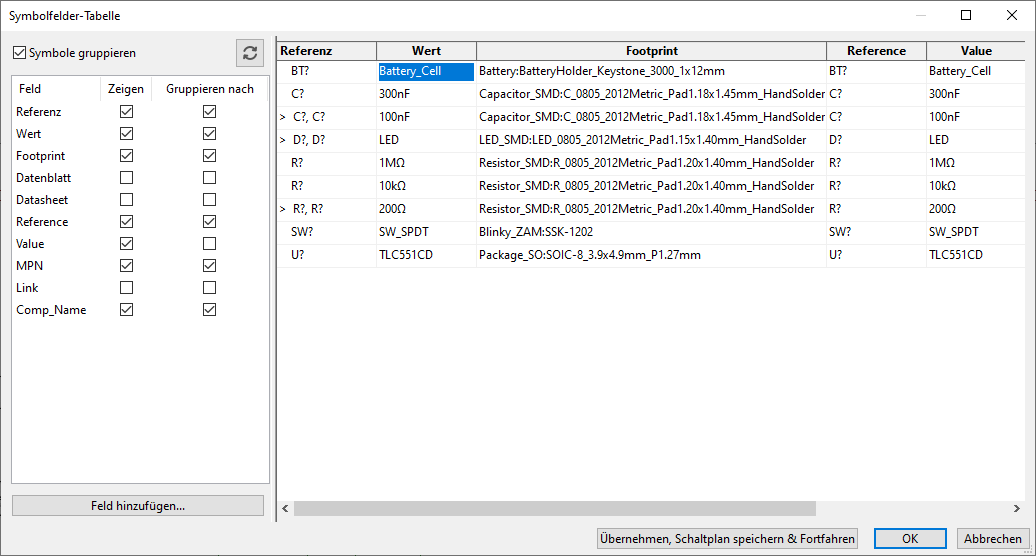 Symbolfelder-Tabelle
Symbole gruppieren
Feld Zeigen Gruppieren nach
Referenz
Wert
Footprint
Datenblatt
Datasheet
Reference
Value
MPN
Link
Comp_Name
Feld hinzufügen...
Referenz Wert Footprint Reference Value
BT? Battery_Cell Battery:BatteryHolder_Keystone_3000_1x12mm BT? Battery_Cell
C? 300nF Capacitor_SMD:C_0805_2012Metric_Pad1.18x1.45mm_HandSolder C? 300nF
> C?, C? 100nF Capacitor_SMD:C_0805_2012Metric_Pad1.18x1.45mm_HandSolder C? 100nF
> D?, D? LED LED_SMD:LED_0805_2012Metric_Pad1.15x1.40mm_HandSolder D? LED
R? 1MΩ Resistor_SMD:R_0805_2012Metric_Pad1.20x1.40mm_HandSolder R? 1MΩ
R? 10kΩ Resistor_SMD:R_0805_2012Metric_Pad1.20x1.40mm_HandSolder R? 10kΩ
> R?, R? 200Ω Resistor_SMD:R_0805_2012Metric_Pad1.20x1.40mm_HandSolder R? 200Ω
SW? SW_SPDT Blinky_ZAM:SSK-1202 SW? SW_SPDT
U? TLC551CD Package_SO:SOIC-8_3.9x4.9mm_P1.27mm U? TLC551CD
Übernehmen, Schaltplan speichern & Fortfahren OK Abbrechen